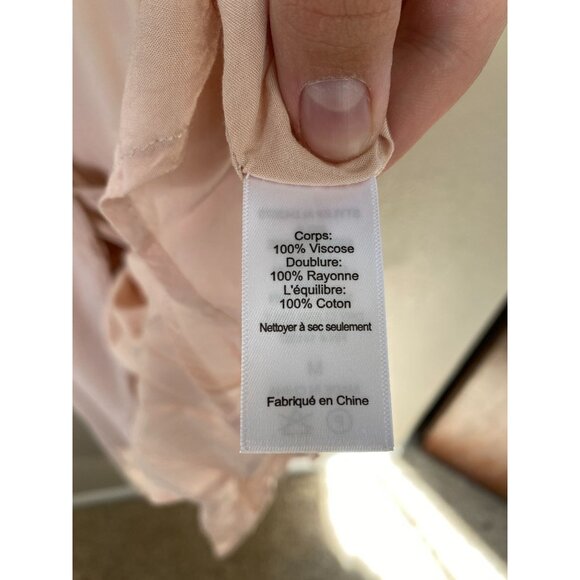 Corps:
100% Viscose
Doublure:
100% Rayonne
L'équilibre:
100% Coton
Nettoyer à sec seulement
Fabriqué en Chine